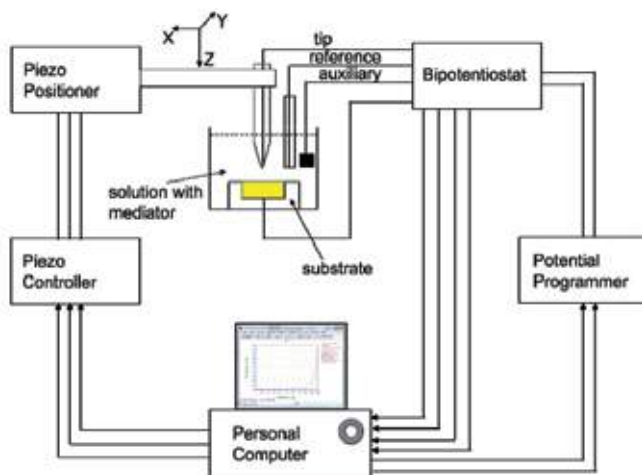 X
Y
Z
tip
reference
auxiliary
Piezo
Positioner
Bipotentiostat
solution with
mediator
substrate
Piezo
Controller
Potential
Programmer
Personal
Computer